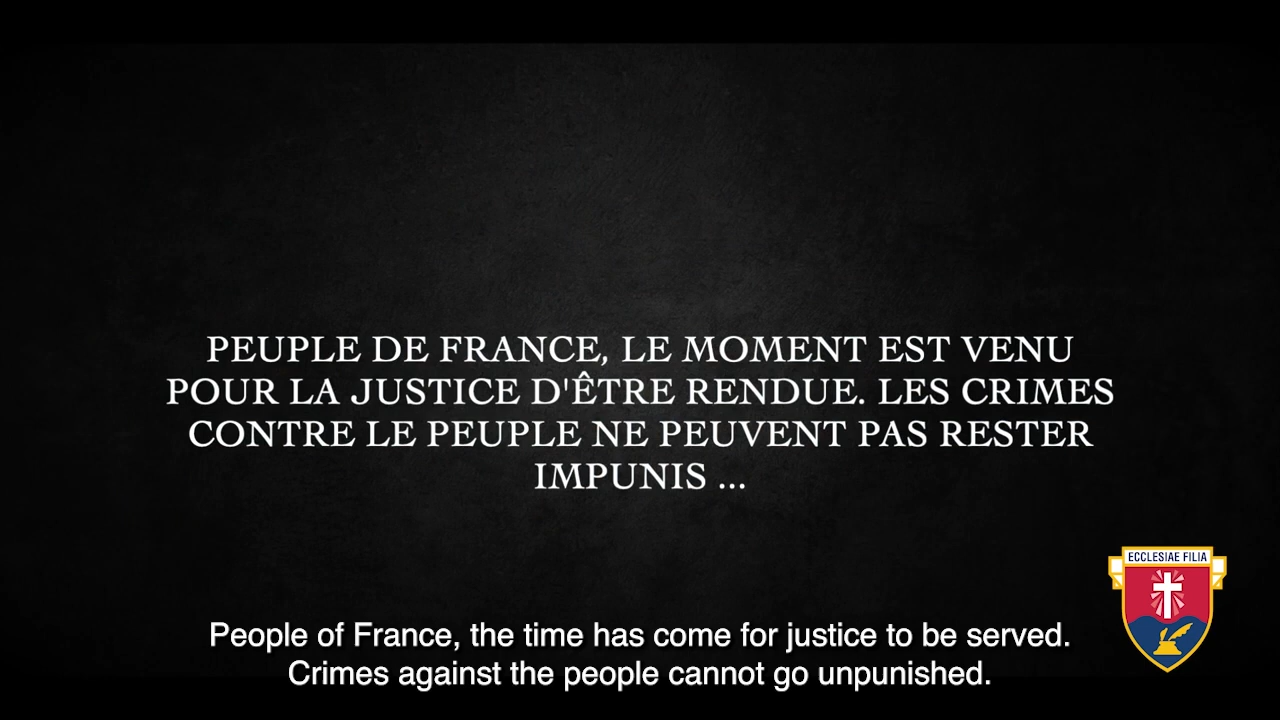 PEUPLE DE FRANCE, LE MOMENT EST VENU
POUR LA JUSTICE D'ÊTRE RENDUE. LES CRIMES
CONTRE LE PEUPLE NE PEUVENT PAS RESTER
IMPUNIS ...
ECCLESIAE FILIA
People of France, the time has come for justice to be served.
Crimes against the people cannot go unpunished.